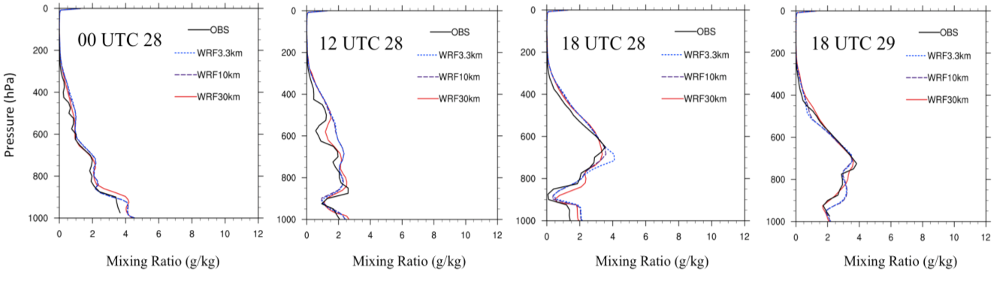 Pressure (hPa)
00 UTC 28
OBS
WRF3.3km
WRF10km
WRF30km
0
200
400
600
800
1000
0 2 4 6 8 10 12
Mixing Ratio (g/kg)
12 UTC 28
OBS
WRF3.3km
WRF10km
WRF30km
0
200
400
600
800
1000
0 2 4 6 8 10 12
Mixing Ratio (g/kg)
18 UTC 28
OBS
WRF3.3km
WRF10km
WRF30km
0
200
400
600
800
1000
0 2 4 6 8 10 12
Mixing Ratio (g/kg)
18 UTC 29
OBS
WRF3.3km
WRF10km
WRF30km
0
200
400
600
800
1000
0 2 4 6 8 10 12
Mixing Ratio (g/kg)